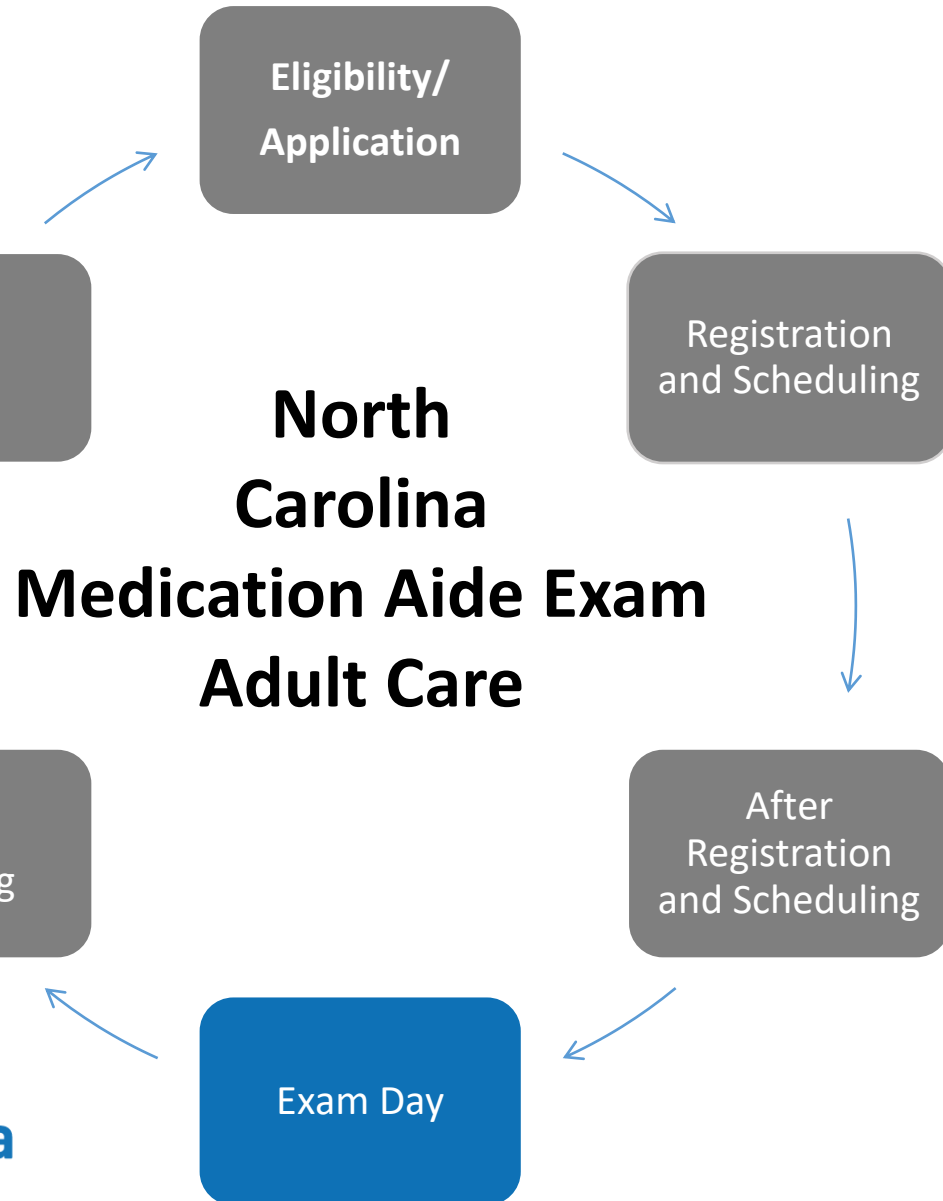 Eligibility/
Application
Registration
and Scheduling
North
Carolina
Medication Aide Exam
Adult Care
After
Registration
and Scheduling
g
Exam Day
a